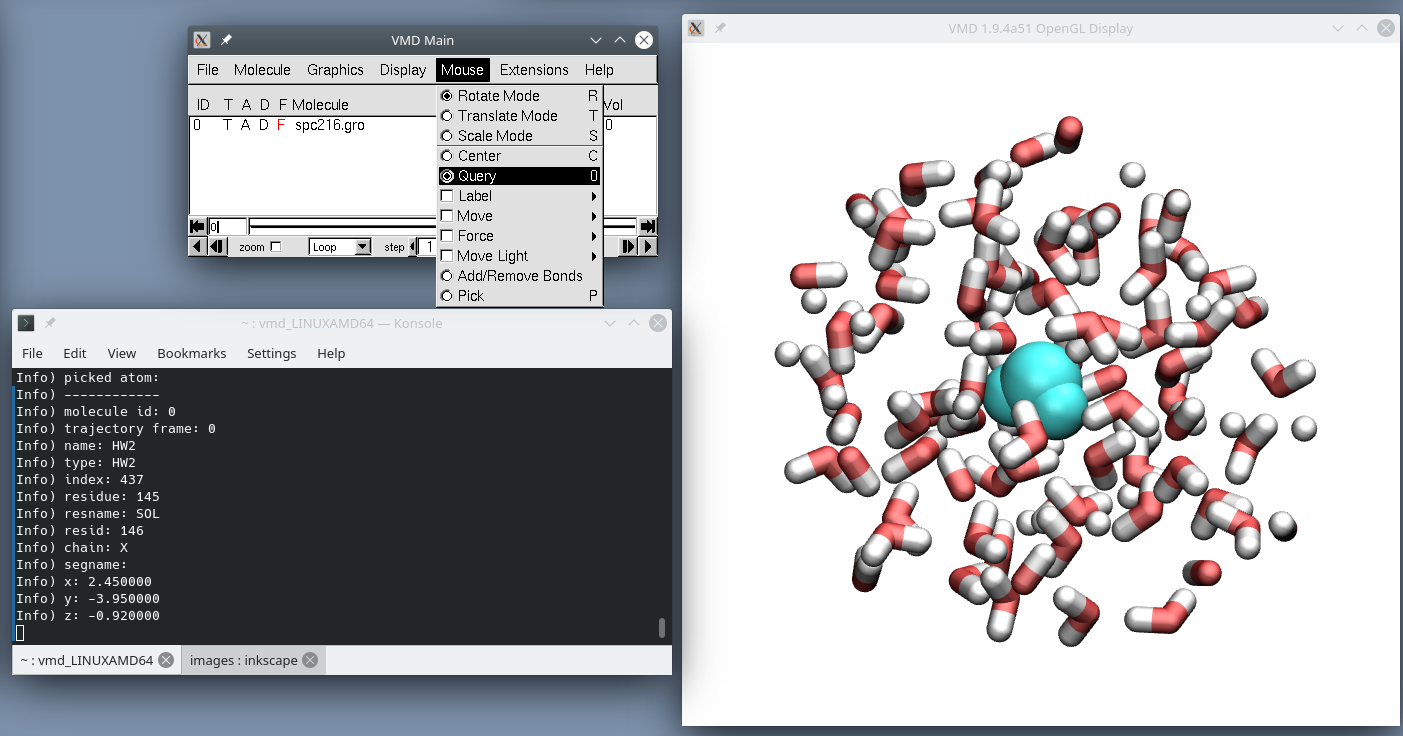 VMD Main
File Molecule Graphics Display Mouse Extensions Help
ID T A D F Molecule Vol
0 T A D F spc216.gro 0
Rotate Mode R
Translate Mode T
Scale Mode S
Center C
Query 0
Label
Move
Force
Move Light
Add/Remove Bonds
Pick P
0
zoom Loop step 1
VMD 1.9.4a51 OpenGL Display
~ : vmd_LINUXAMD64 — Konsole
File Edit View Bookmarks Settings Help
Info) picked atom:
Info) ------------
Info) molecule id: 0
Info) trajectory frame: 0
Info) name: HW2
Info) type: HW2
Info) index: 437
Info) residue: 145
Info) resname: SOL
Info) resid: 146
Info) chain: X
Info) segname:
Info) x: 2.450000
Info) y: -3.950000
Info) z: -0.920000
~ : vmd_LINUXAMD64
images : inkscape